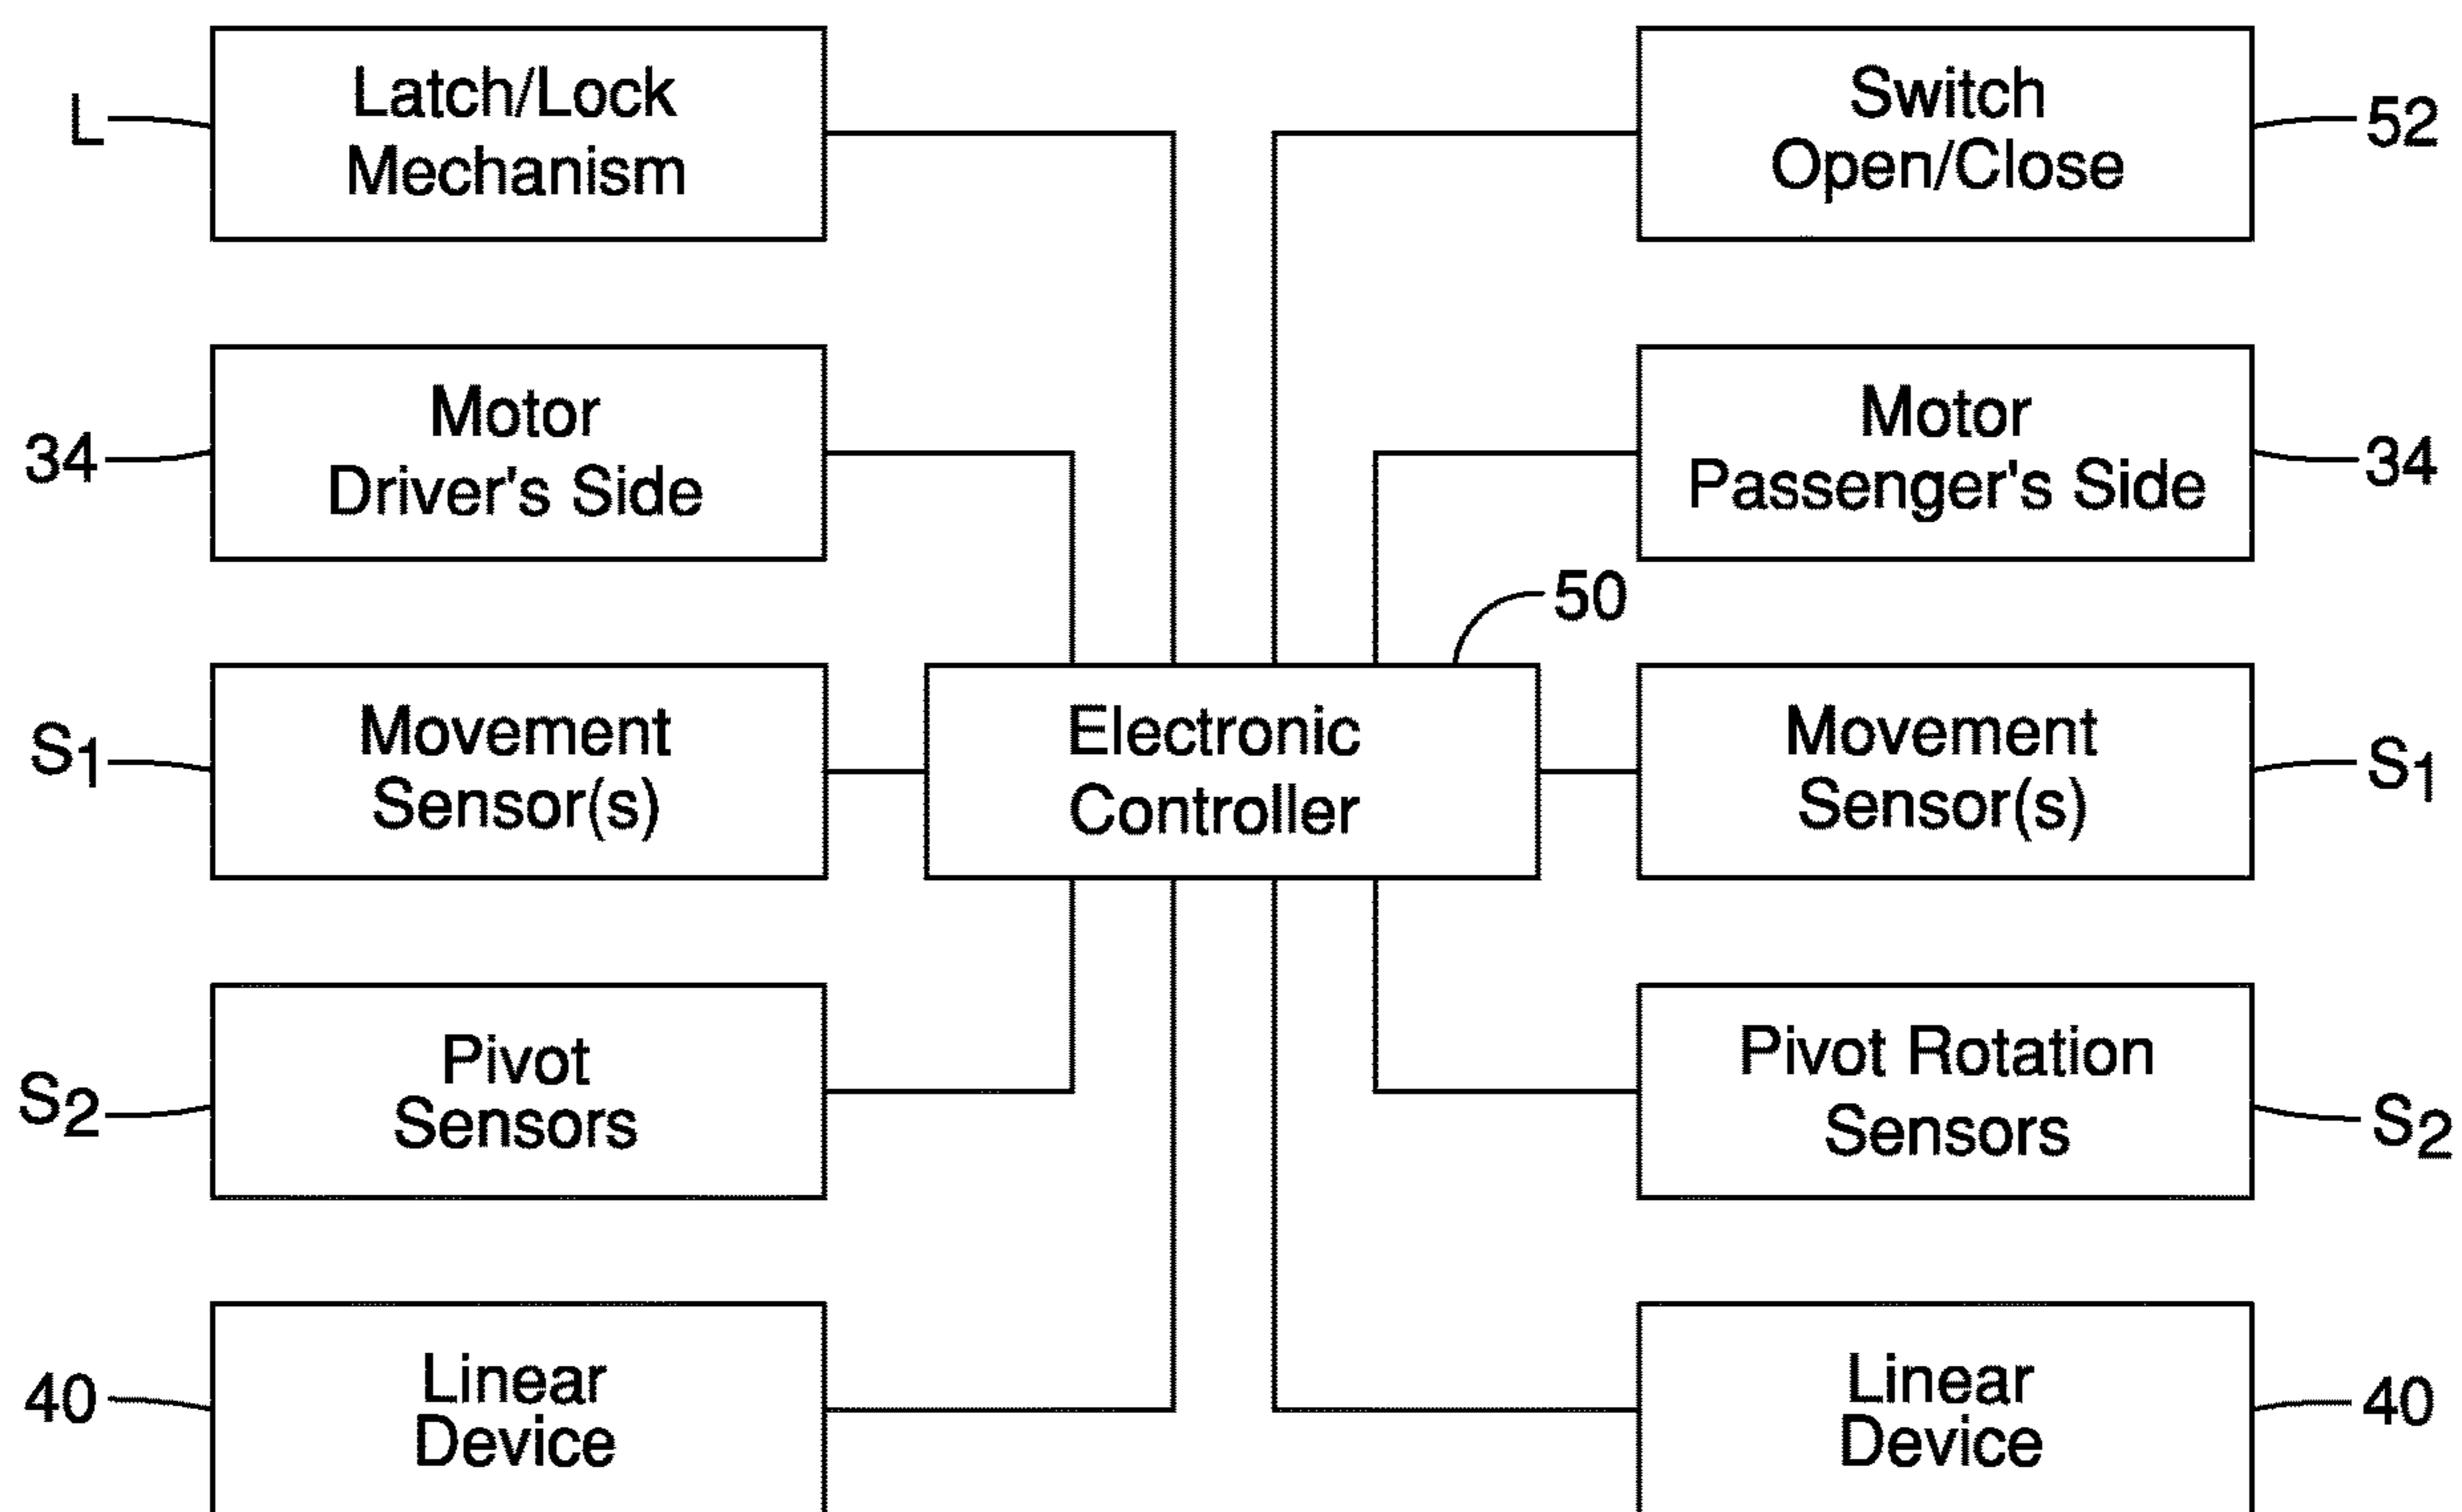 L
Latch/Lock
Mechanism
Switch
Open/Close
52
34
Motor
Driver's Side
Motor
Passenger's Side
34
50
S1
Movement
Sensor(s)
Electronic
Controller
Movement
Sensor(s)
S1
S2
Pivot
Sensors
Pivot Rotation
Sensors
S2
40
Linear
Device
Linear
Device
40